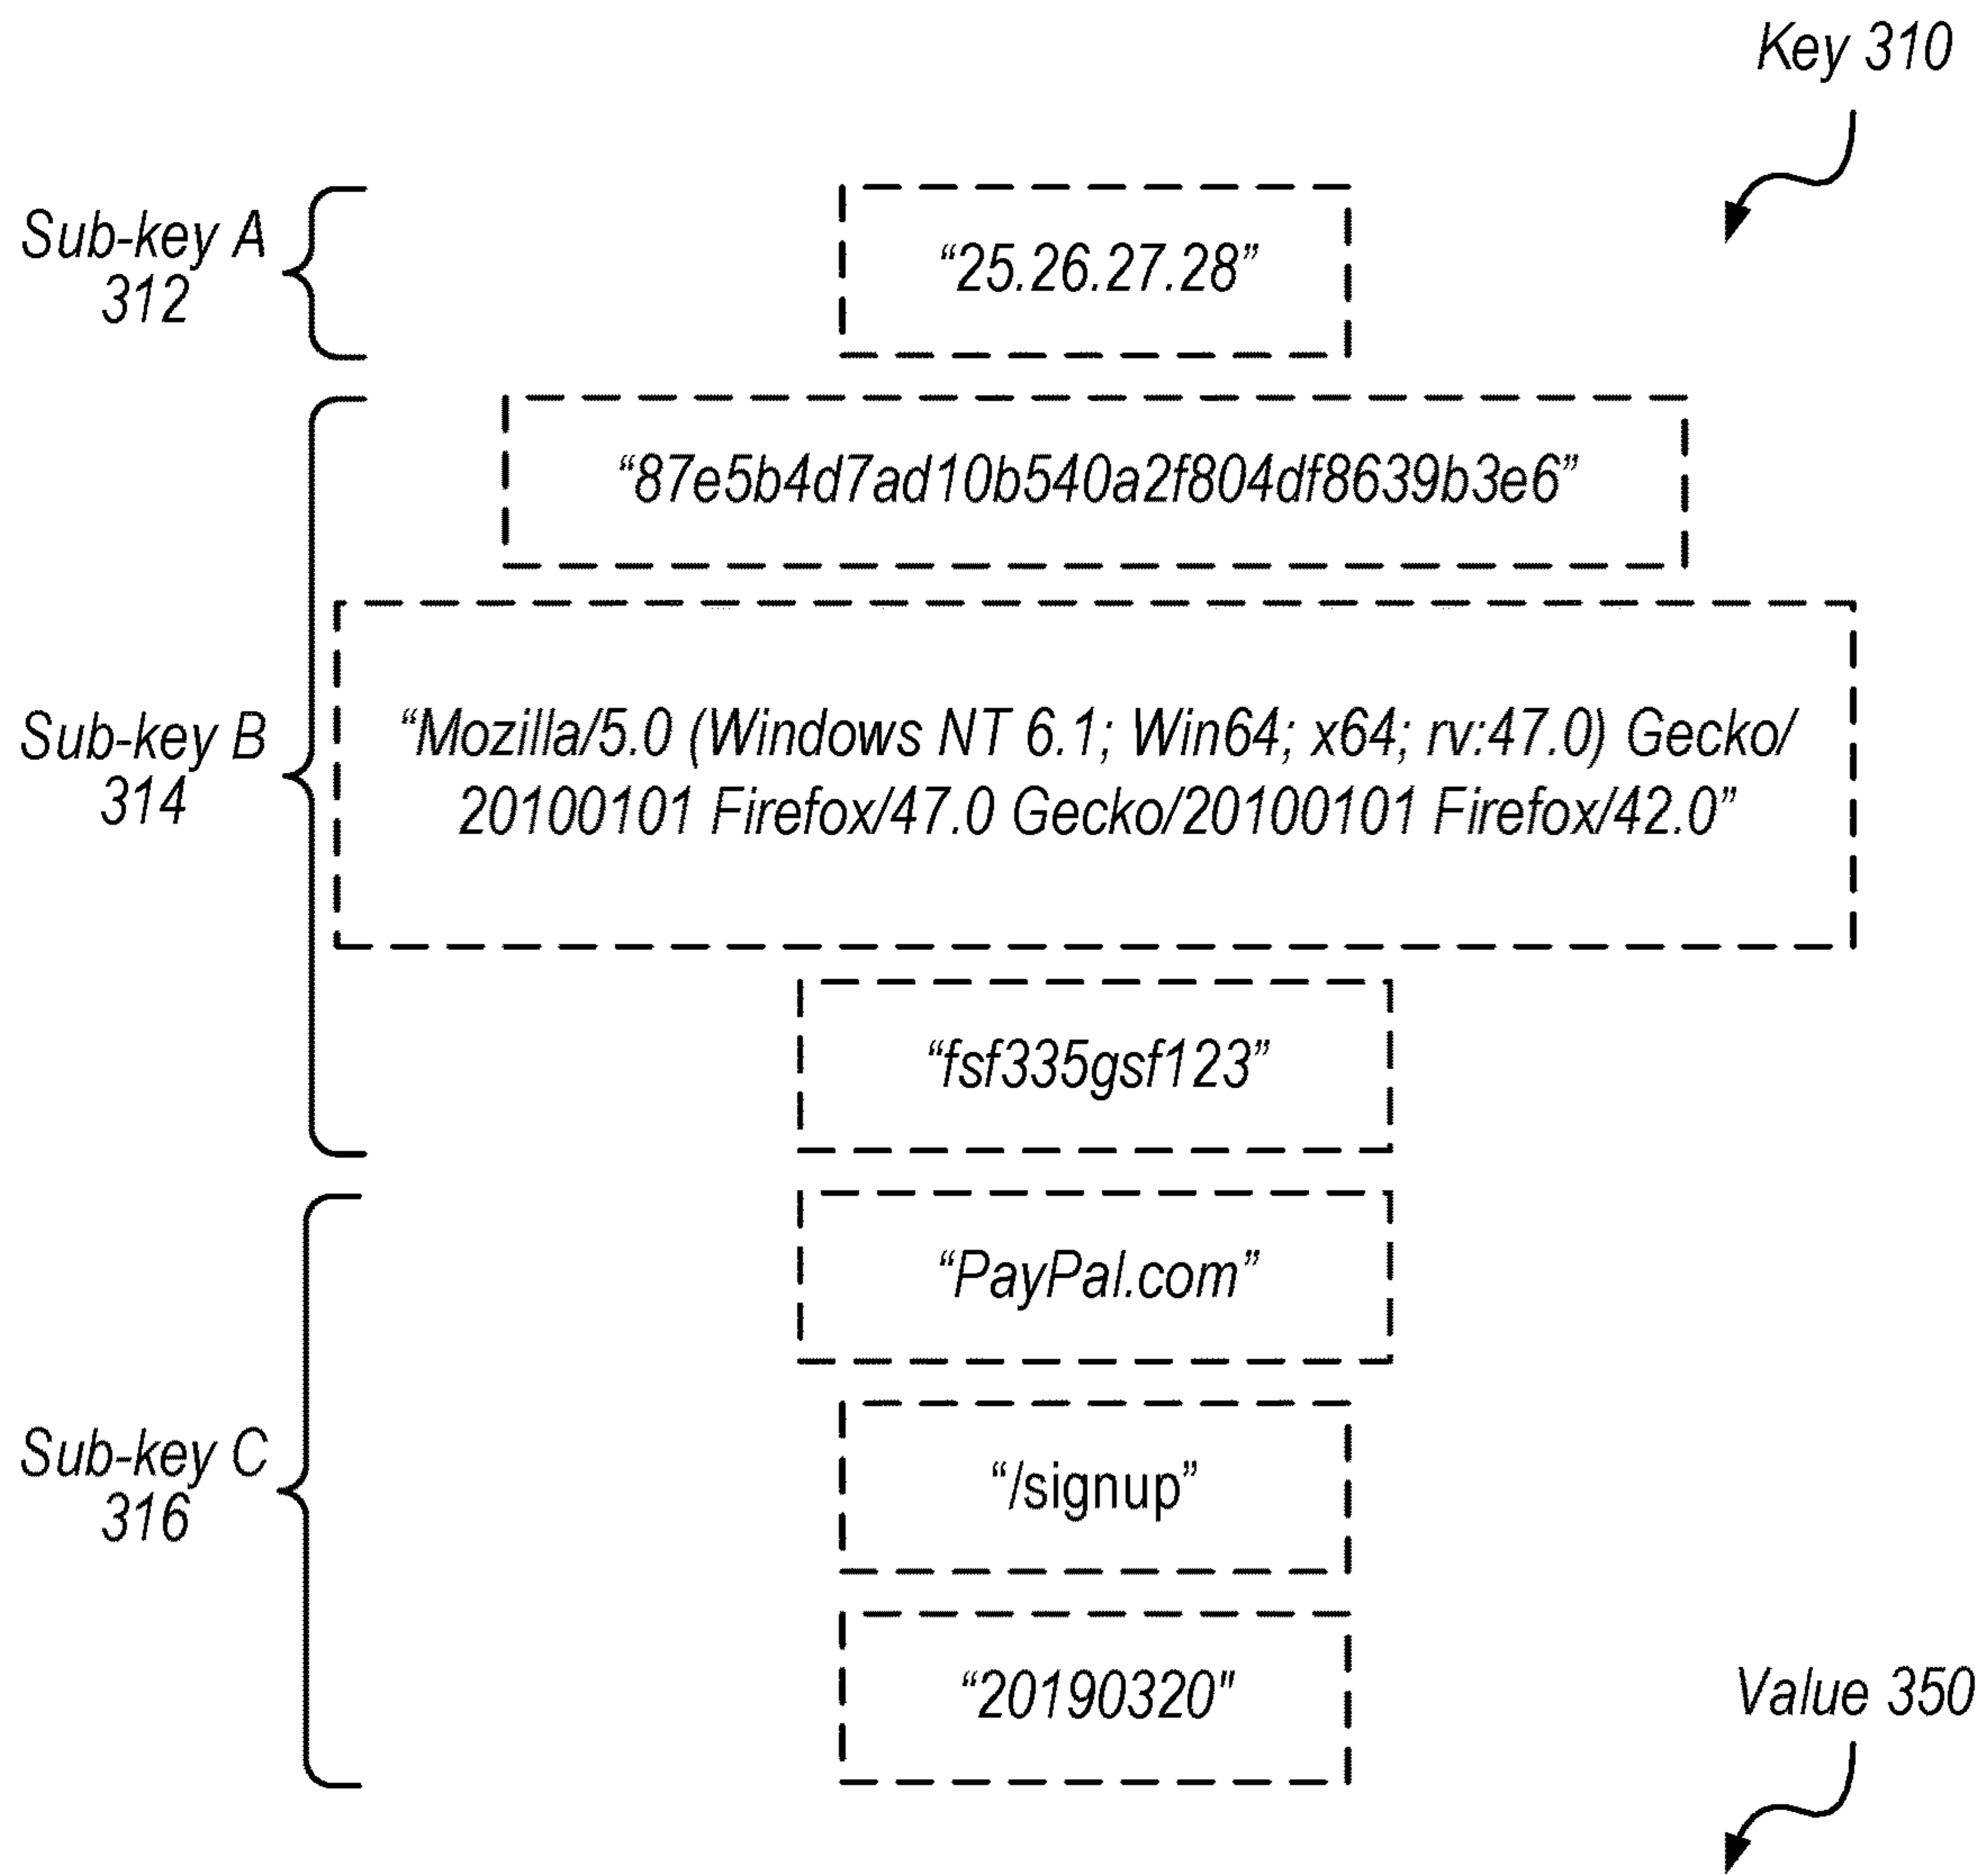 Key 310
Sub-key A
312
“25.26.27.28”
“87e5b4d7ad10b540a2f804df8639b3e6”
Sub-key B
314
“Mozilla/5.0 (Windows NT 6.1; Win64; x64; rv:47.0) Gecko/
20100101 Firefox/47.0 Gecko/20100101 Firefox/42.0”
“fsf335gsf123”
“PayPal.com”
Sub-key C
316
“/signup”
“20190320"
Value 350